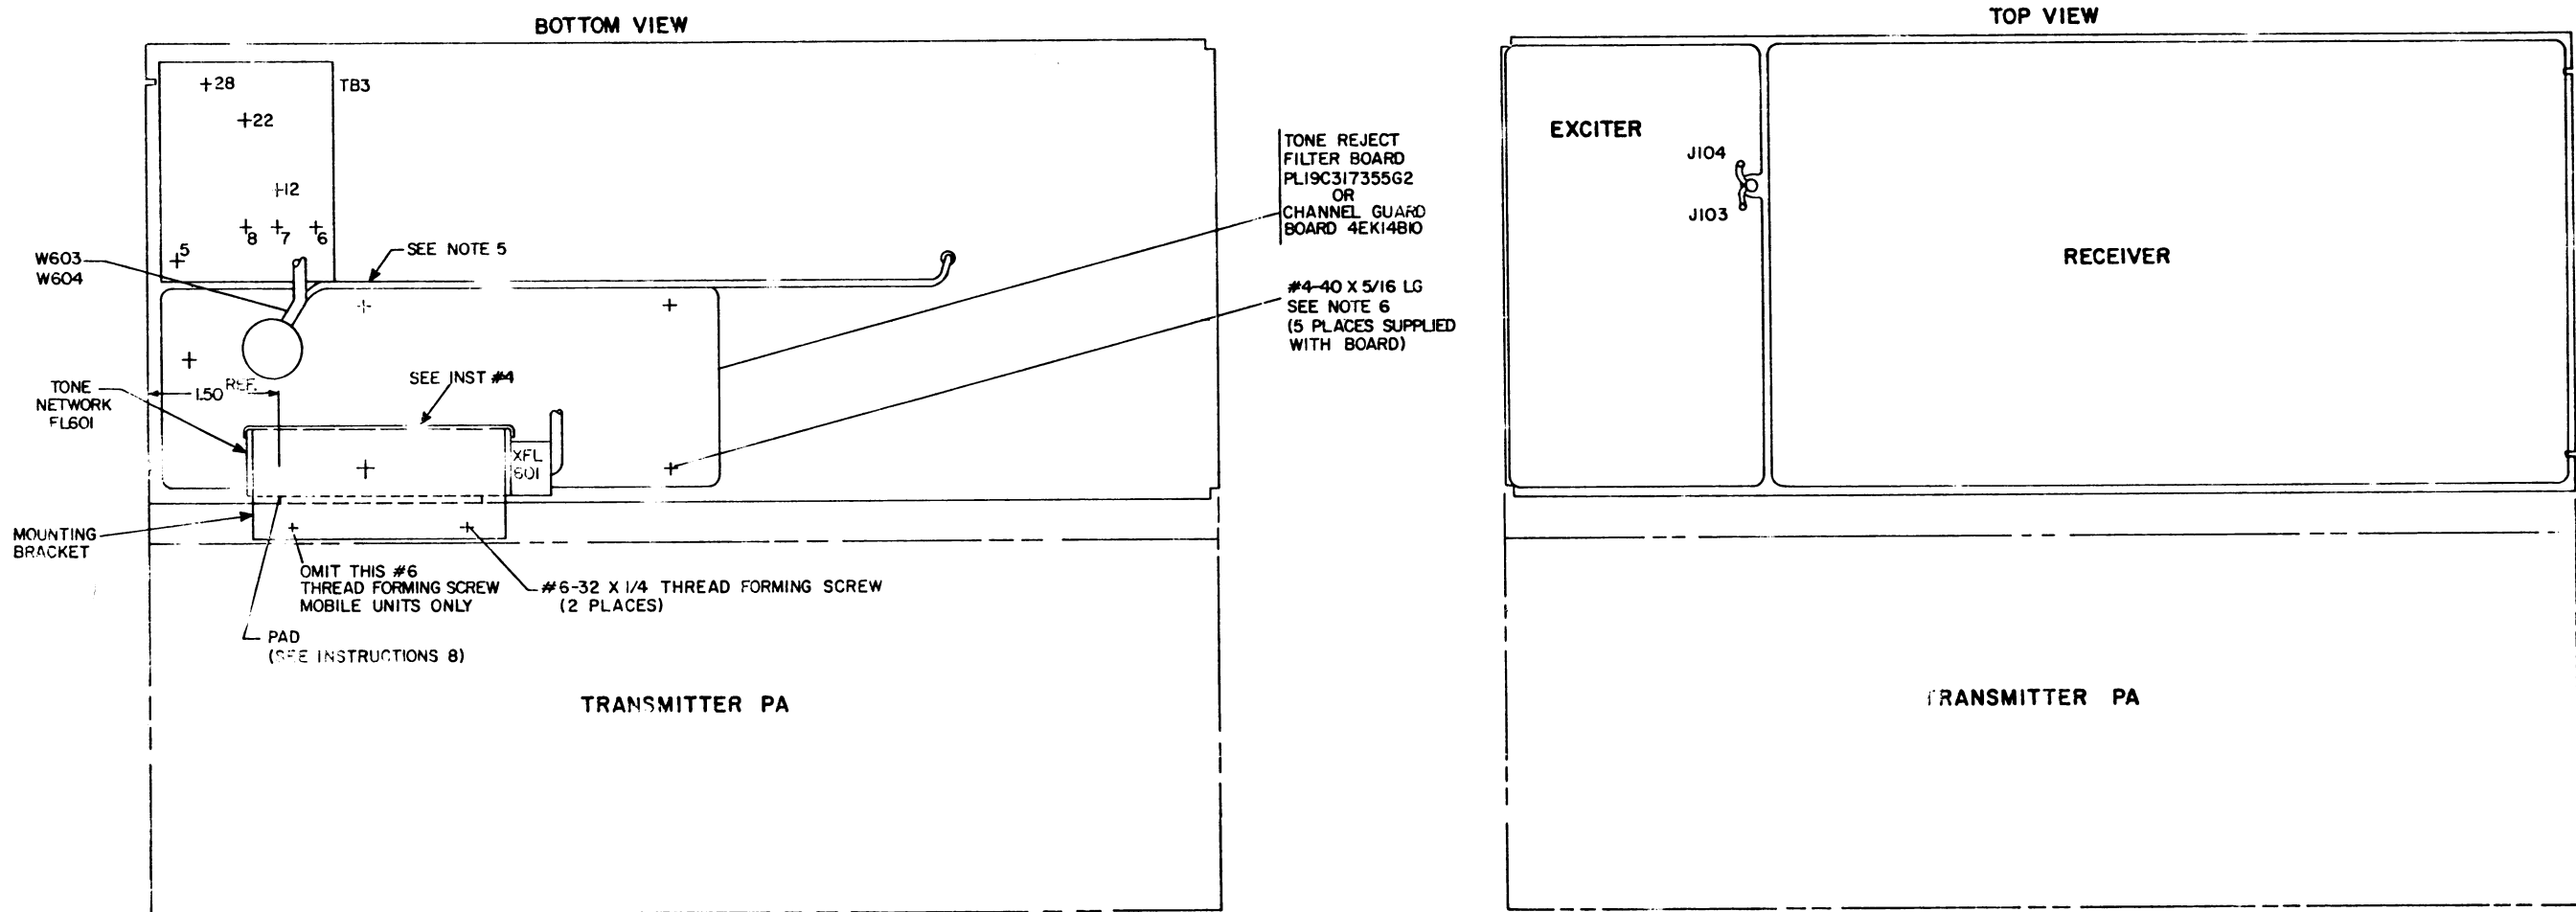 BOTTOM VIEW
+28
TB3
+22
+12
8
7
6
5
W603
W604
SEE NOTE 5
TONE REJECT
FILTER BOARD
PL19C317355G2
OR
CHANNEL GUARD
BOARD 4EK14B10
#4-40 X 5/16 LG
SEE NOTE 6
(5 PLACES SUPPLIED
WITH BOARD)
TONE
NETWORK
FL601
1.50 REF.
SEE INST #4
XFL
601
MOUNTING
BRACKET
OMIT THIS #6
THREAD FORMING SCREW
MOBILE UNITS ONLY
#6-32 X 1/4 THREAD FORMING SCREW
(2 PLACES)
PAD
(SEE INSTRUCTIONS 8)
TRANSMITTER PA
TOP VIEW
EXCITER
J104
J103
RECEIVER
TRANSMITTER PA